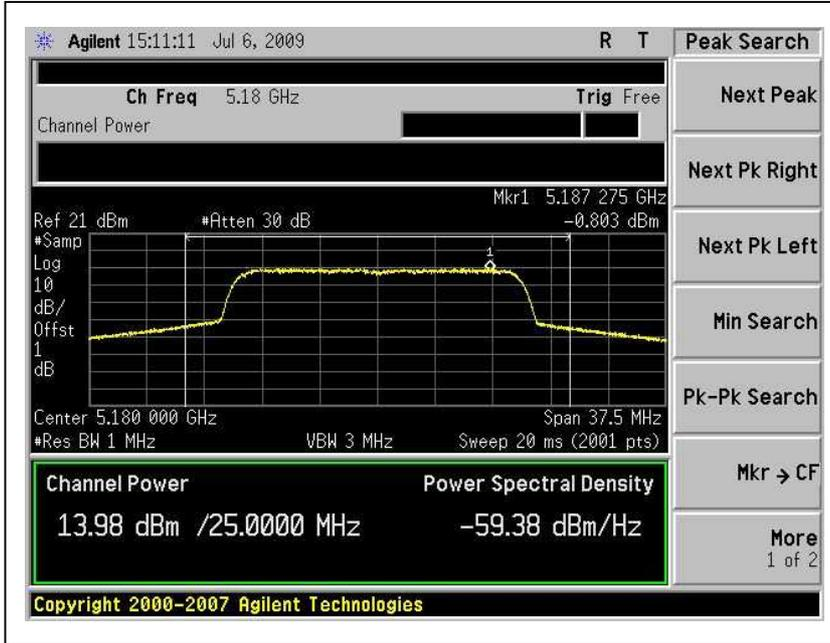 Agilent 15:11:11 Jul 6, 2009 R T
Peak Search
Ch Freq 5.18 GHz Trig Free
Channel Power
Mkr1 5.187 275 GHz
Ref 21 dBm #Atten 30 dB -0.803 dBm
#Samp
Log
10
dB/
Offst
1
dB
1
Center 5.180 000 GHz Span 37.5 MHz
#Res BW 1 MHz VBW 3 MHz Sweep 20 ms (2001 pts)
Channel Power Power Spectral Density
13.98 dBm /25.0000 MHz -59.38 dBm/Hz
Copyright 2000-2007 Agilent Technologies
Next Peak
Next Pk Right
Next Pk Left
Min Search
Pk-Pk Search
Mkr → CF
More
1 of 2